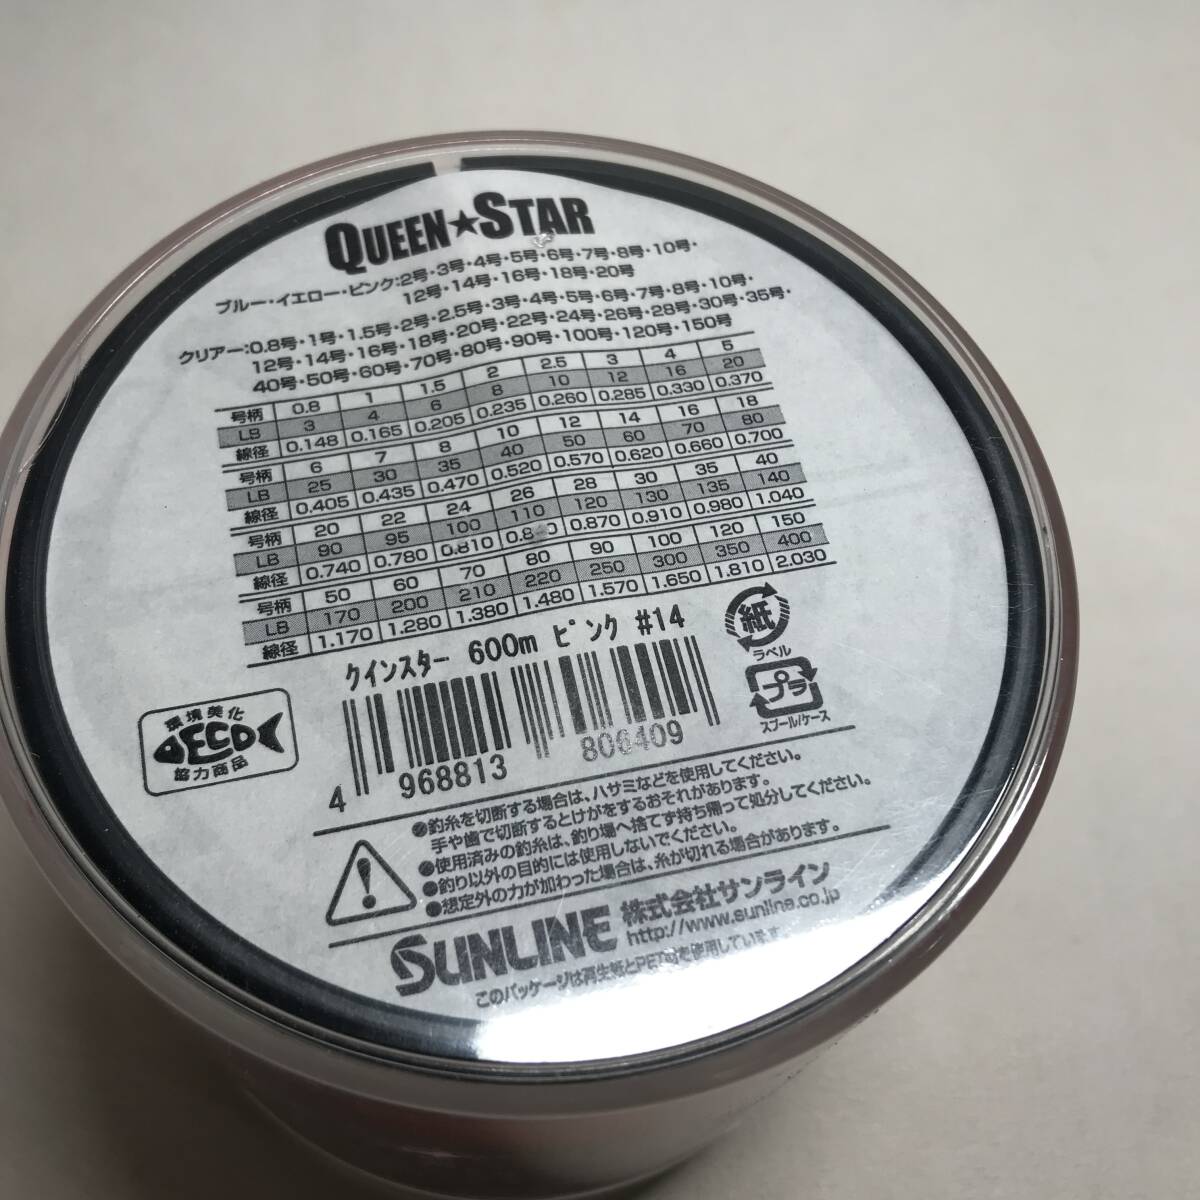 QUEEN★STAR
ブルー・イエロー・ピンク:2号・3号・4号・5号・6号・7号・8号・10号・
12号・14号・16号・18号・20号
クリアー:0.8号・1号・1.5号・2号・2.5号・3号・4号・5号・6号・7号・8号・10号・
12号・14号・16号・18号・20号・22号・24号・26号・28号・30号・35号・
40号・50号・60号・70号・80号・90号・100号・120号・150号
号柄 0.8 1 1.5 2 2.5 3 4 5
LB 3 4 6 8 10 12 16 20
線径 0.148 0.165 0.205 0.235 0.260 0.285 0.330 0.370
号柄 6 7 8 10 12 14 16 18
LB 25 30 35 40 50 60 70 80
線径 0.405 0.435 0.470 0.520 0.570 0.620 0.660 0.700
号柄 20 22 24 26 28 30 35 40
LB 90 95 100 110 120 130 135 140
線径 0.740 0.780 0.810 0.870 0.910 0.980 1.040
号柄 50 60 70 80 90 100 120 150
LB 170 200 210 220 250 300 350 400
線径 1.170 1.280 1.380 1.480 1.570 1.650 1.810 2.030
クインスター 600m ピンク #14
4 968813 806409
紙
ラベル
プラ
スプール/ケース
環境美化
ECO
協力商品
●釣糸を切断する場合は、ハサミなどを使用してください。
手や歯で切断するとけがをするおそれがあります。
●使用済みの釣糸は、釣り場へ捨てず持ち帰って処分してください。
●釣り以外の目的には使用しないでください。
●想定外の力が加わった場合は、糸が切れる場合があります。
SUNLINE 株式会社サンライン
http://www.sunline.co.jp
このパッケージは再生紙とPET材を使用しています。